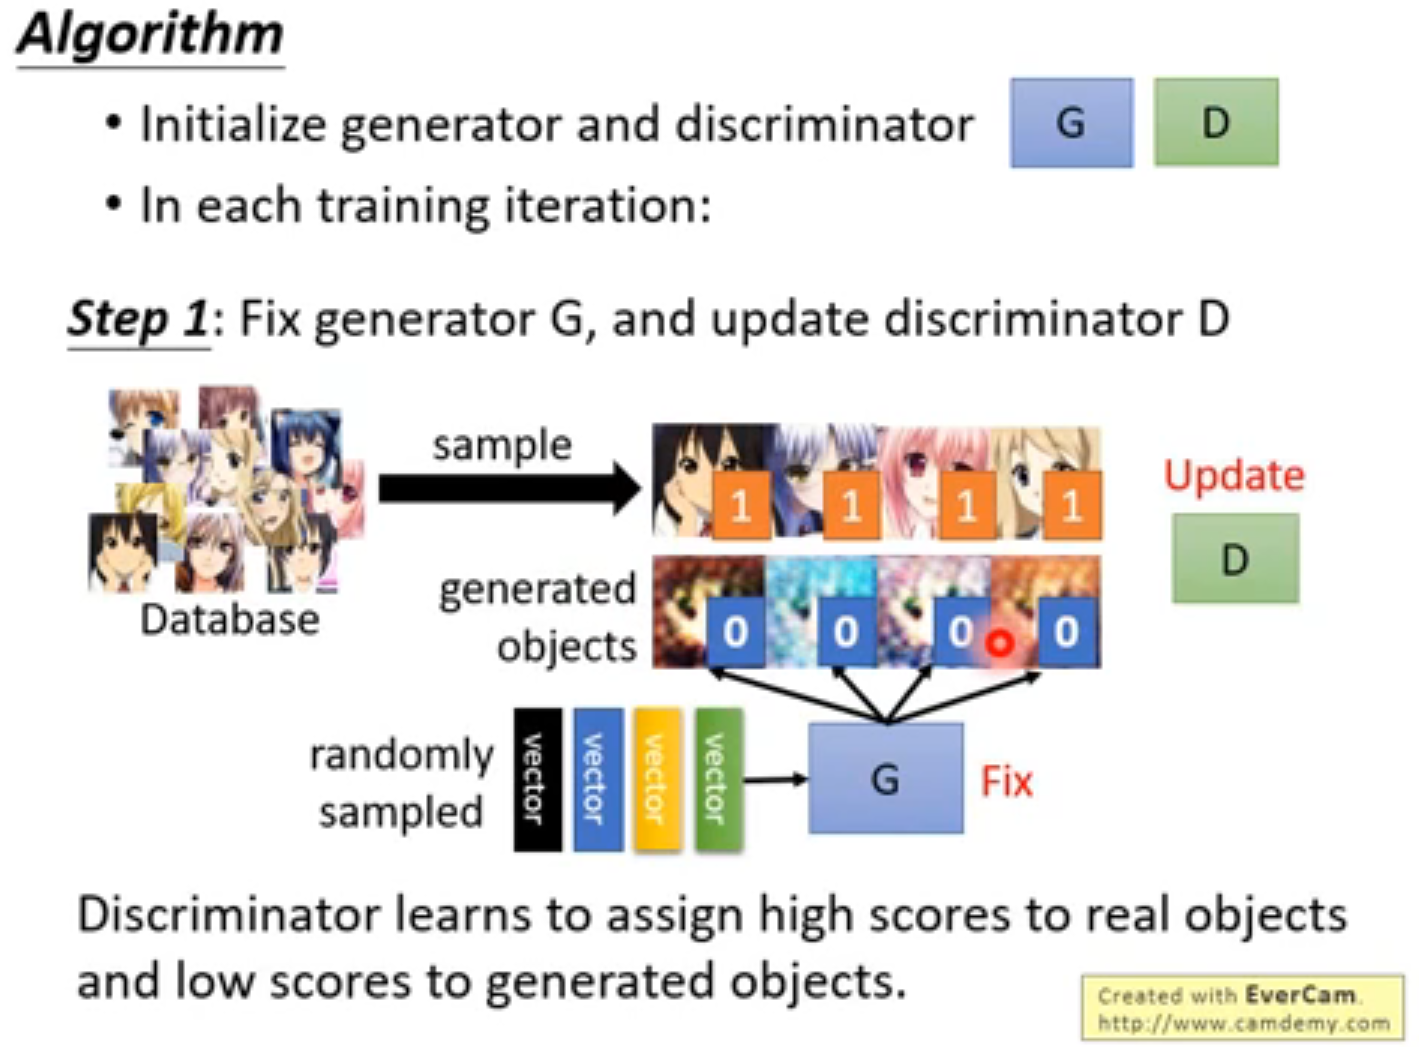 Algorithm
• Initialize generator and discriminator
G
D
• In each training iteration:
Step 1: Fix generator G, and update discriminator D
sample
Database
1
1
1
1
Update
D
generated
objects
0
0
0
0
randomly
sampled
vector
vector
vector
vector
G
Fix
Discriminator learns to assign high scores to real objects
and low scores to generated objects.
Created with EverCam.
http://www.camdemy.com